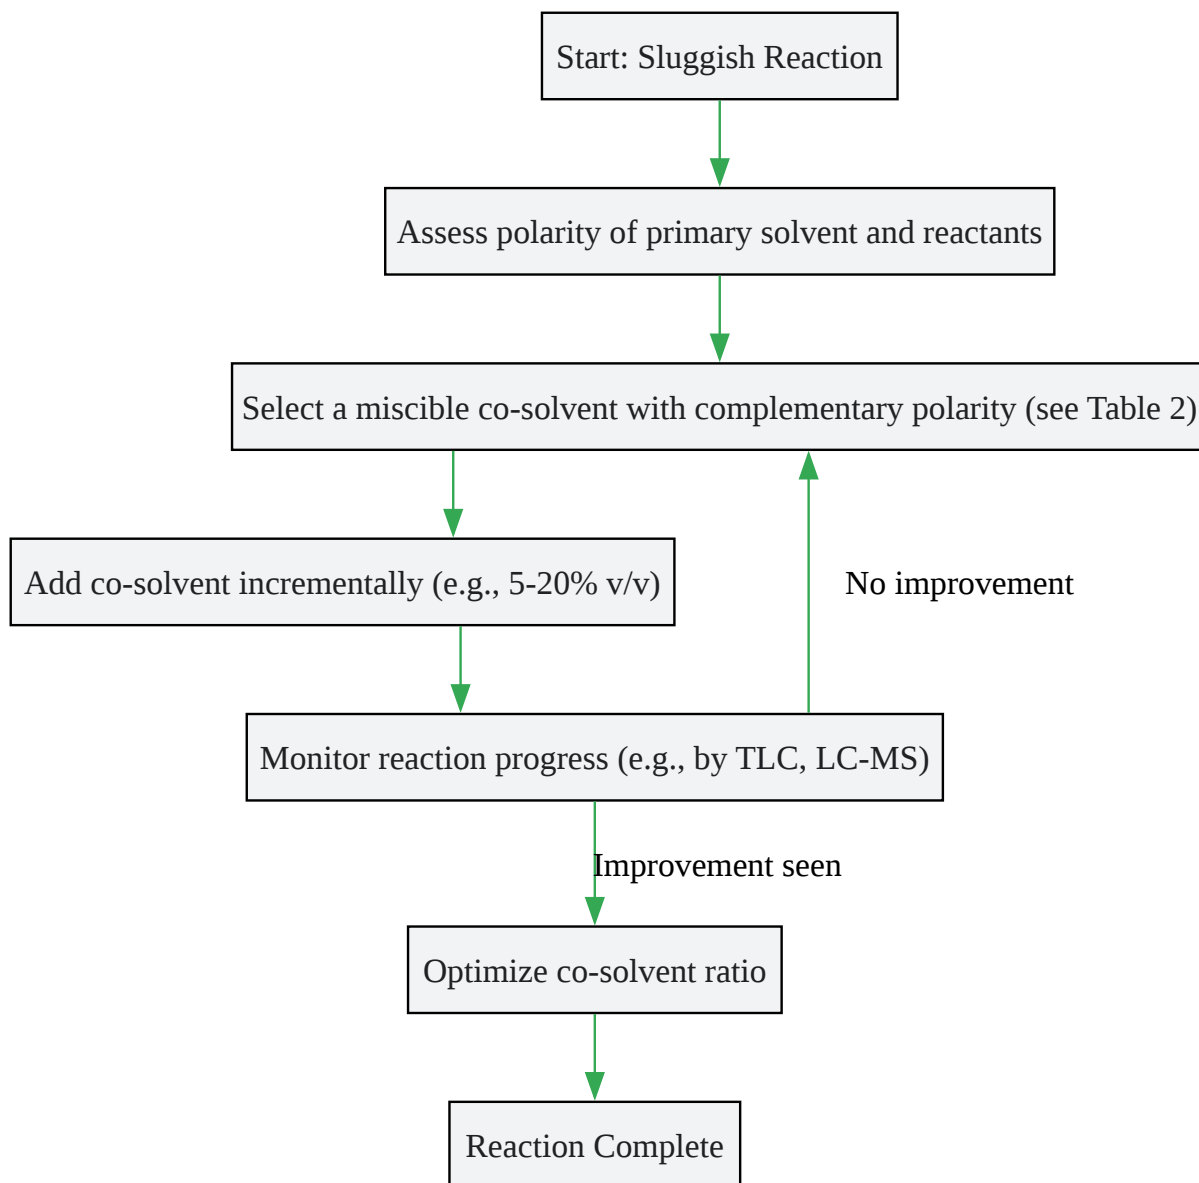 Start: Sluggish Reaction
Assess polarity of primary solvent and reactants
Select a miscible co-solvent with complementary polarity (see Table 2)
Add co-solvent incrementally (e.g., 5-20% v/v)
No improvement
Monitor reaction progress (e.g., by TLC, LC-MS)
Improvement seen
Optimize co-solvent ratio
Reaction Complete